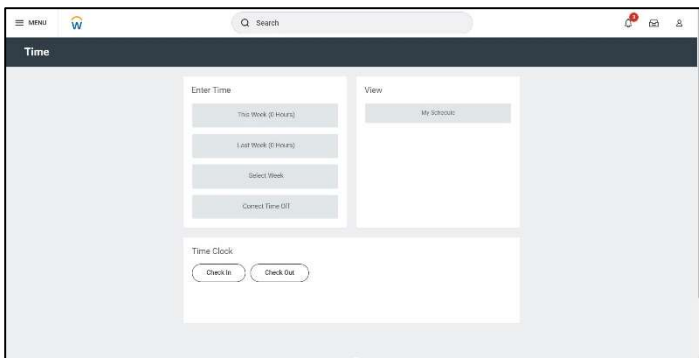 MENU
W
Search
Time
Enter Time
This Week (0 Hours)
Last Week (0 Hours)
Select Week
Correct Time Off
View
My Schedule
Time Clock
Check In
Check Out